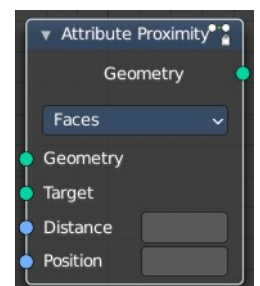 Attribute Proximity
Geometry
Faces
Geometry
Target
Distance
Position